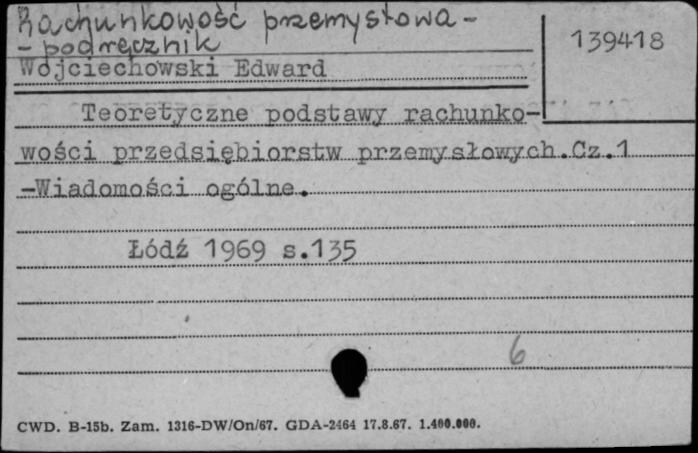 Rachunkowość przemysłowa -
- podręcznik
139418
Wojciechowski Edward
Teoretyczne podstawy rachunko-
wości przedsiębiorstw przemysłowych.Cz.1
-Wiadomości ogólne.
Łódź 1969 s.135
6
CWD. B-15b. Zam. 1316-DW/On/67. GDA-2464 17.8.67. 1.400.000.